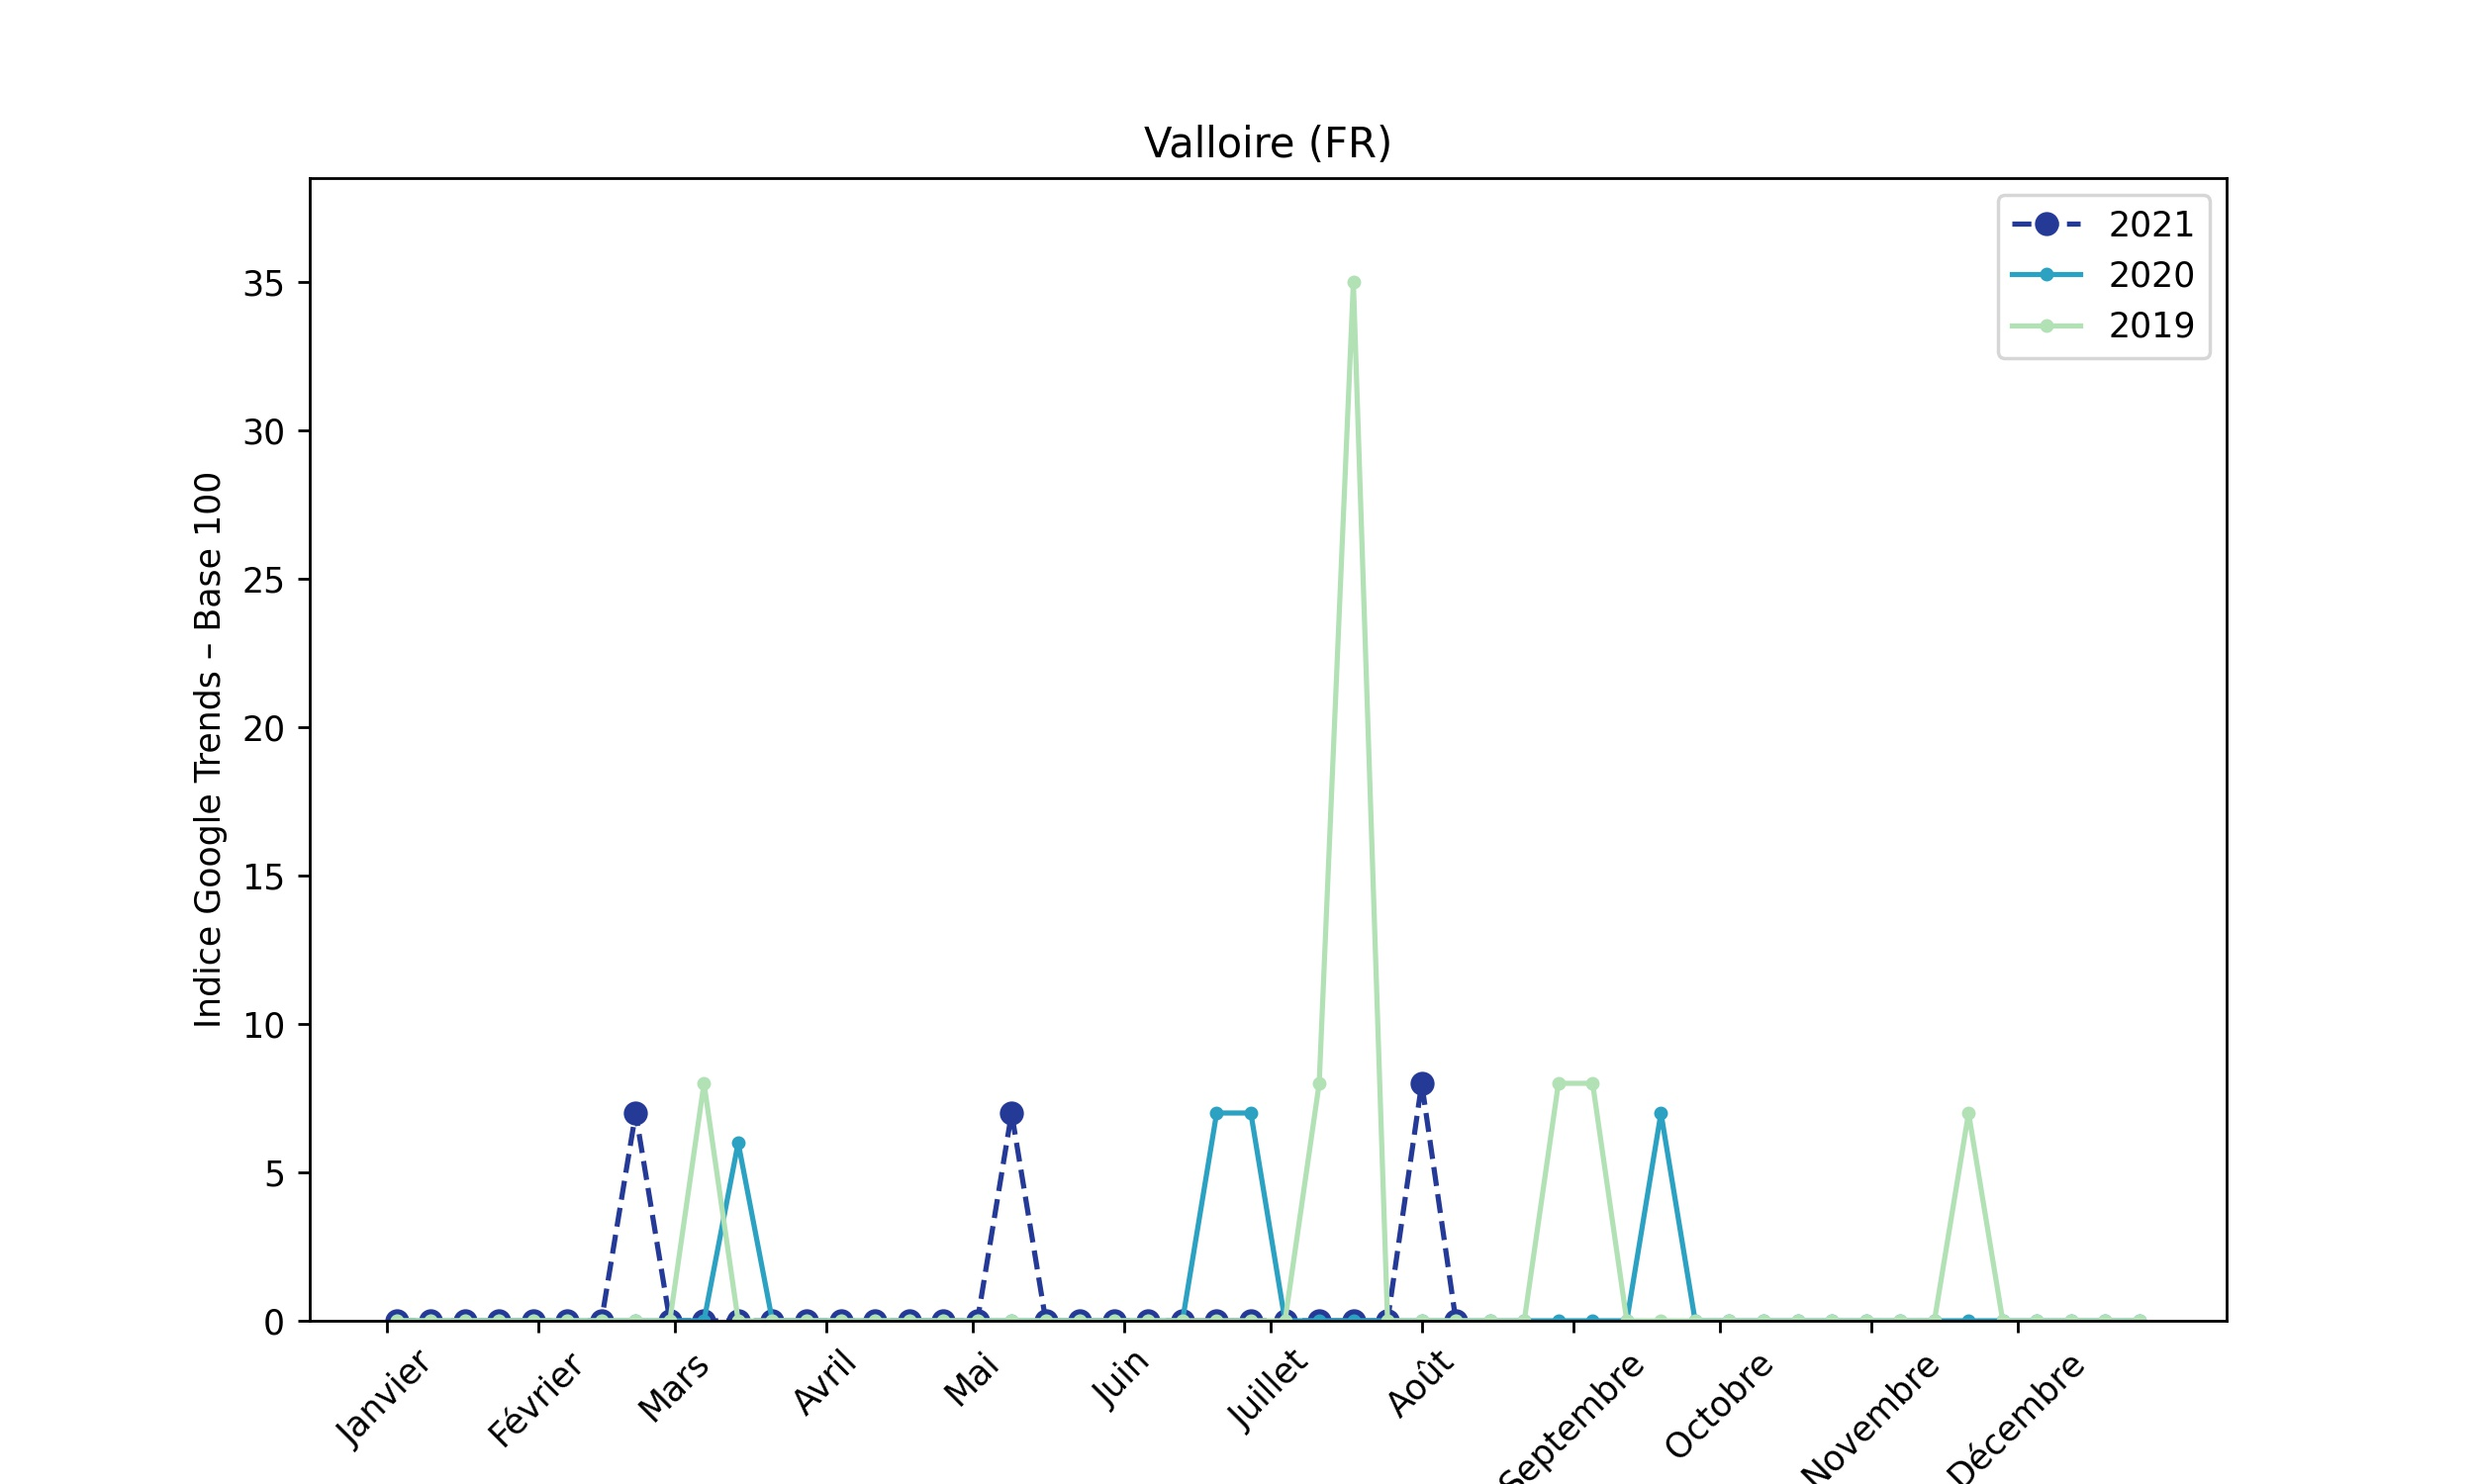 Valloire (FR)
2021
2020
2019
Indice Google Trends – Base 100
35
30
25
20
15
10
5
0
Janvier
Février
Mars
Avril
Mai
Juin
Juillet
Août
Septembre
Octobre
Novembre
Décembre